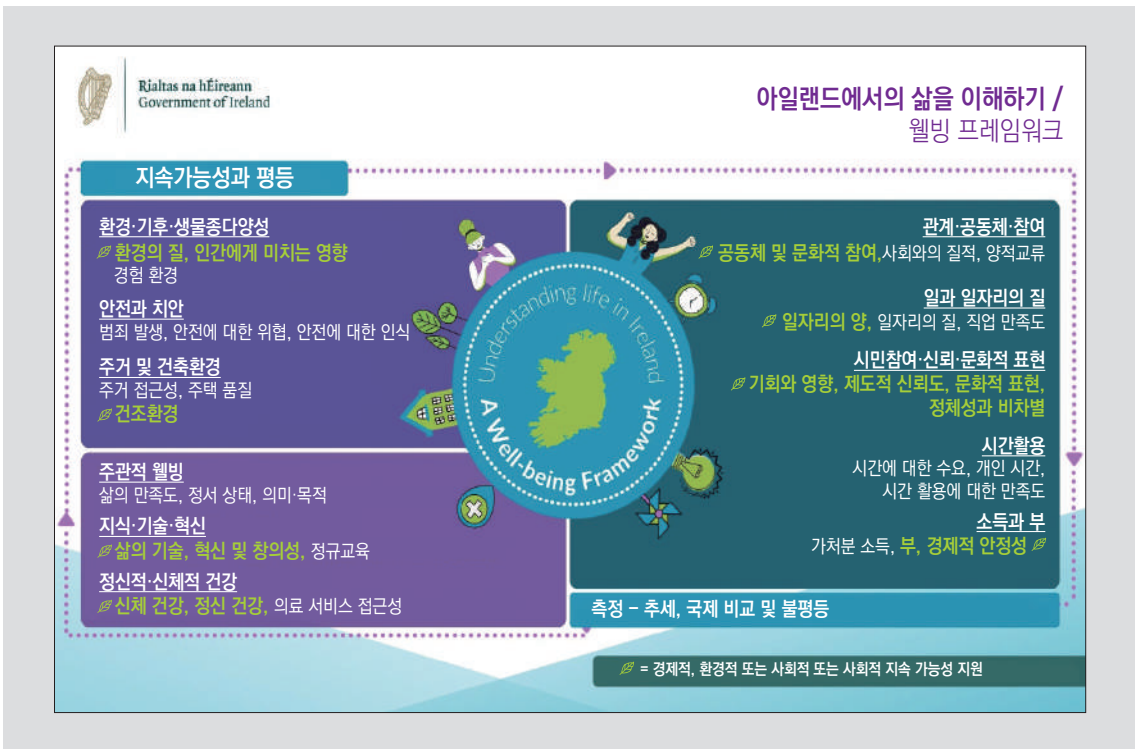 Rialtas na hÉireann
Government of Ireland
아일랜드에서의 삶을 이해하기 /
웰빙 프레임워크
지속가능성과 평등
환경·기후·생물종다양성
환경의 질, 인간에게 미치는 영향
경험 환경
안전과 치안
범죄 발생, 안전에 대한 위협, 안전에 대한 인식
주거 및 건축환경
주거 접근성, 주택 품질
건조환경
주관적 웰빙
삶의 만족도, 정서 상태, 의미·목적
지식·기술·혁신
삶의 기술, 혁신 및 창의성, 정규교육
정신적·신체적 건강
신체 건강, 정신 건강, 의료 서비스 접근성
Understanding life in Ireland
A Well-being Framework
관계·공동체·참여
공동체 및 문화적 참여,사회와의 질적, 양적교류
일과 일자리의 질
일자리의 양, 일자리의 질, 직업 만족도
시민참여·신뢰·문화적 표현
기회와 영향, 제도적 신뢰도, 문화적 표현,
정체성과 비차별
시간활용
시간에 대한 수요, 개인 시간,
시간 활용에 대한 만족도
소득과 부
가처분 소득, 부, 경제적 안정성
측정 – 추세, 국제 비교 및 불평등
= 경제적, 환경적 또는 사회적 또는 사회적 지속 가능성 지원